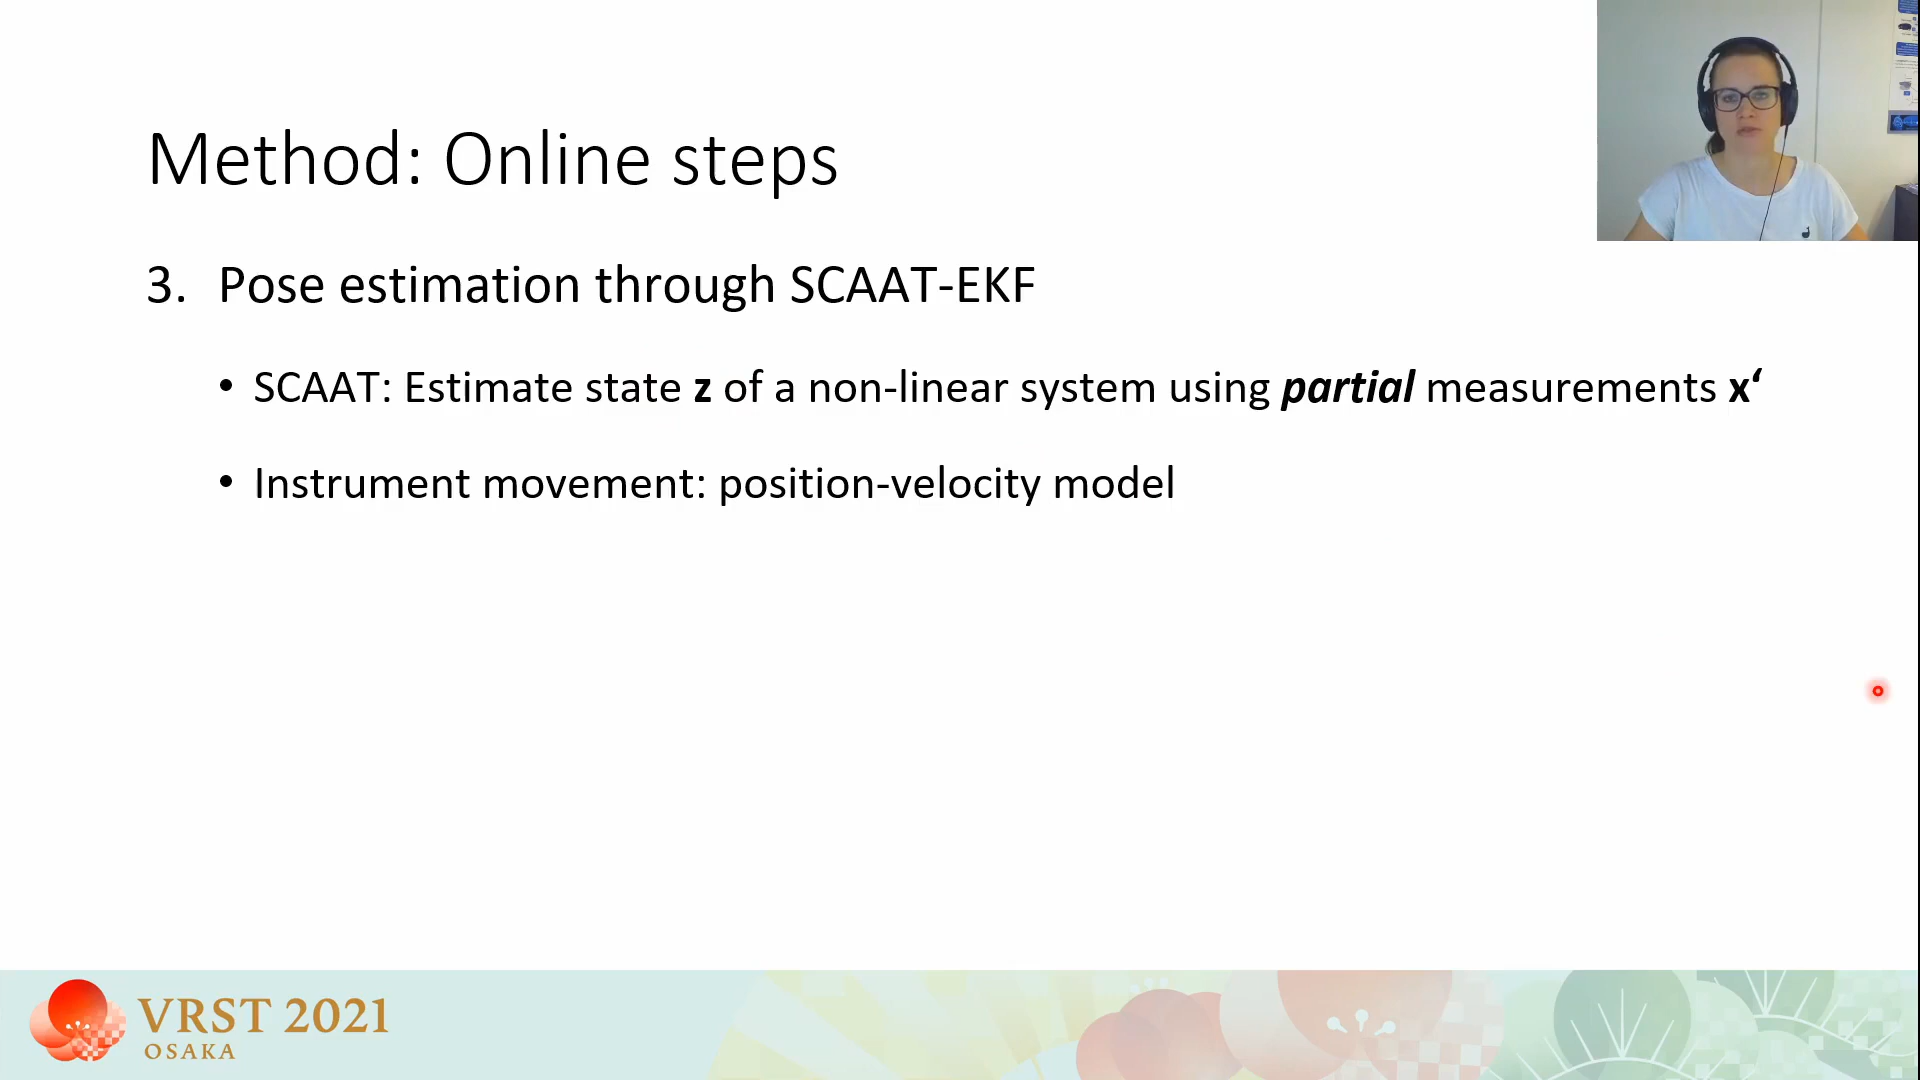 Method: Online steps
3. Pose estimation through SCAAT-EKF
• SCAAT: Estimate state z of a non-linear system using partial measurements x‘
• Instrument movement: position-velocity model
VRST 2021
OSAKA